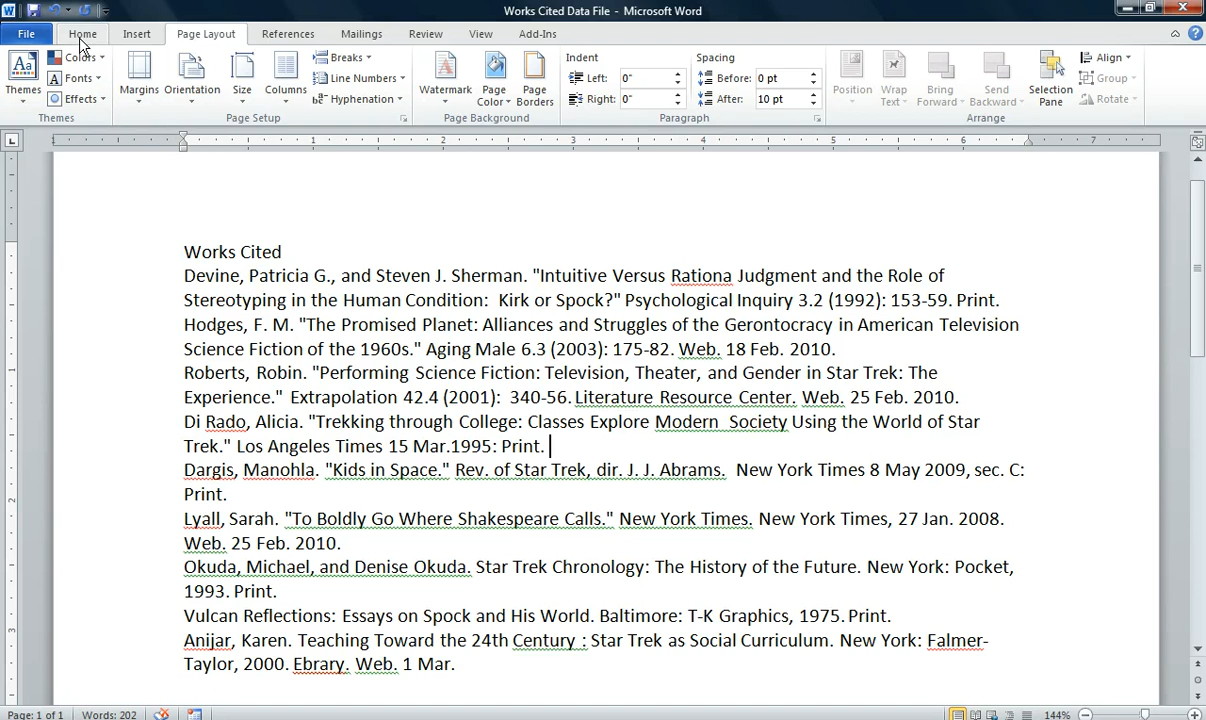 Works Cited Data File - Microsoft Word
File Home Insert Page Layout References Mailings Review View Add-Ins
Themes Colors Fonts Effects
Margins Orientation Size Columns Breaks Line Numbers Hyphenation
Watermark Page Color Page Borders
Indent Left: 0" Right: 0"
Spacing Before: 0 pt After: 10 pt
Position Wrap Text Bring Forward Send Backward Selection Pane Align Group Rotate
Themes Page Setup Page Background Paragraph Arrange
1 2 3 4 5 6 7
Works Cited
Devine, Patricia G., and Steven J. Sherman. "Intuitive Versus Rationa Judgment and the Role of
Stereotyping in the Human Condition:  Kirk or Spock?" Psychological Inquiry 3.2 (1992): 153-59. Print.
Hodges, F. M. "The Promised Planet: Alliances and Struggles of the Gerontocracy in American Television
Science Fiction of the 1960s." Aging Male 6.3 (2003): 175-82. Web. 18 Feb. 2010.
Roberts, Robin. "Performing Science Fiction: Television, Theater, and Gender in Star Trek: The
Experience." Extrapolation 42.4 (2001):  340-56. Literature Resource Center. Web. 25 Feb. 2010.
Di Rado, Alicia. "Trekking through College: Classes Explore Modern  Society Using the World of Star
Trek." Los Angeles Times 15 Mar.1995: Print.
Dargis, Manohla. "Kids in Space." Rev. of Star Trek, dir. J. J. Abrams.  New York Times 8 May 2009, sec. C:
Print.
Lyall, Sarah. "To Boldly Go Where Shakespeare Calls." New York Times. New York Times, 27 Jan. 2008.
Web. 25 Feb. 2010.
Okuda, Michael, and Denise Okuda. Star Trek Chronology: The History of the Future. New York: Pocket,
1993. Print.
Vulcan Reflections: Essays on Spock and His World. Baltimore: T-K Graphics, 1975. Print.
Anijar, Karen. Teaching Toward the 24th Century : Star Trek as Social Curriculum. New York: Falmer-
Taylor, 2000. Ebrary. Web. 1 Mar.
Page: 1 of 1 Words: 202 144%